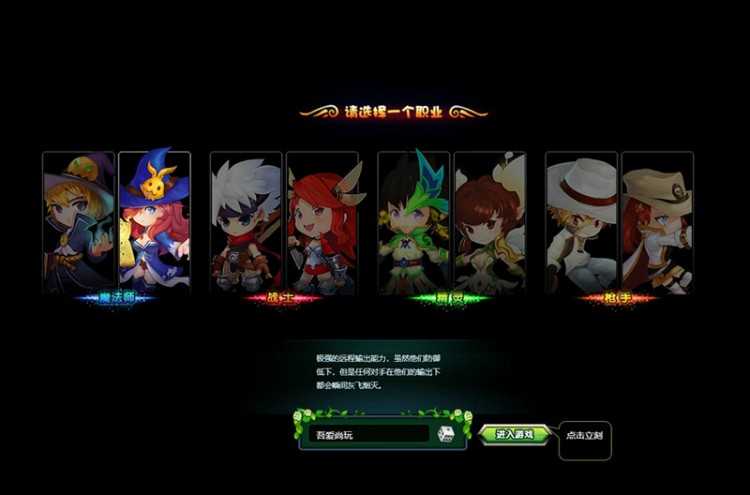 请选择一个职业
魔法师
战士
精灵
枪手
极强的远程输出能力，虽然他们防御
低下，但是任何对手在他们的输出下
都会瞬间灰飞烟灭。
吾爱尚玩
进入游戏
点击立刻